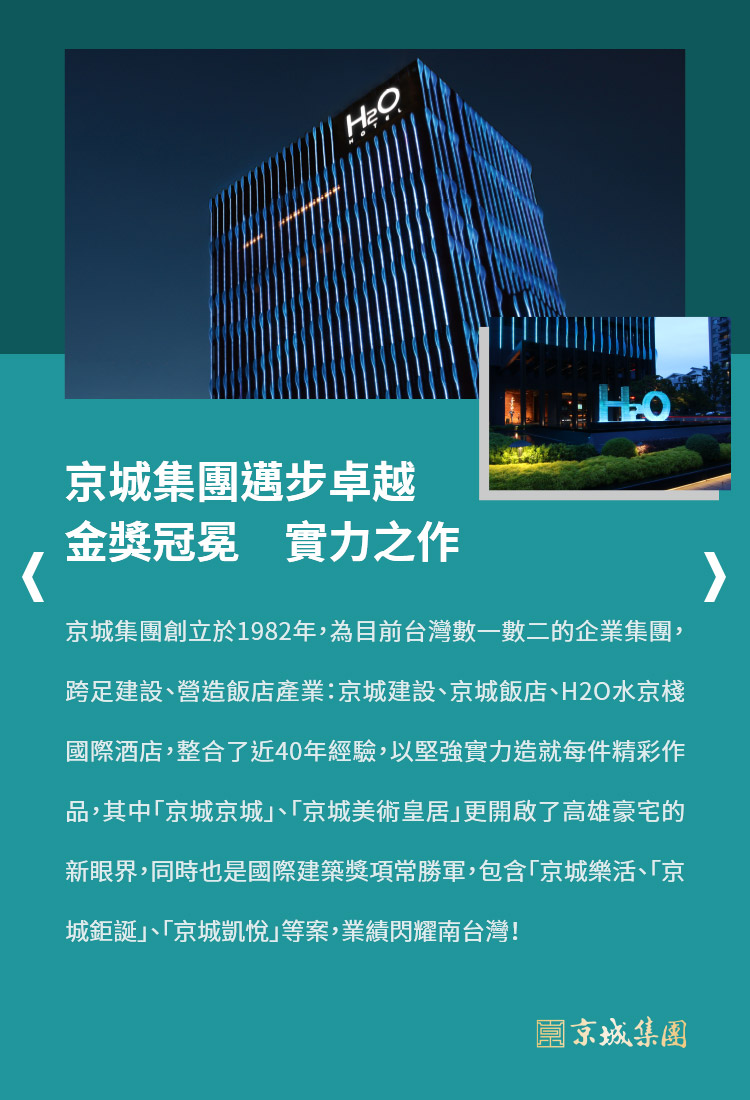 H2O
HOTEL
H2O
京城集團邁步卓越
金獎冠冕　實力之作
京城集團創立於1982年，為目前台灣數一數二的企業集團，
跨足建設、營造飯店產業：京城建設、京城飯店、H2O水京棧
國際酒店，整合了近40年經驗，以堅強實力造就每件精彩作
品，其中「京城京城」、「京城美術皇居」更開啟了高雄豪宅的
新眼界，同時也是國際建築獎項常勝軍，包含「京城樂活、「京
城鉅誕」、「京城凱悅」等案，業績閃耀南台灣！
京城集團